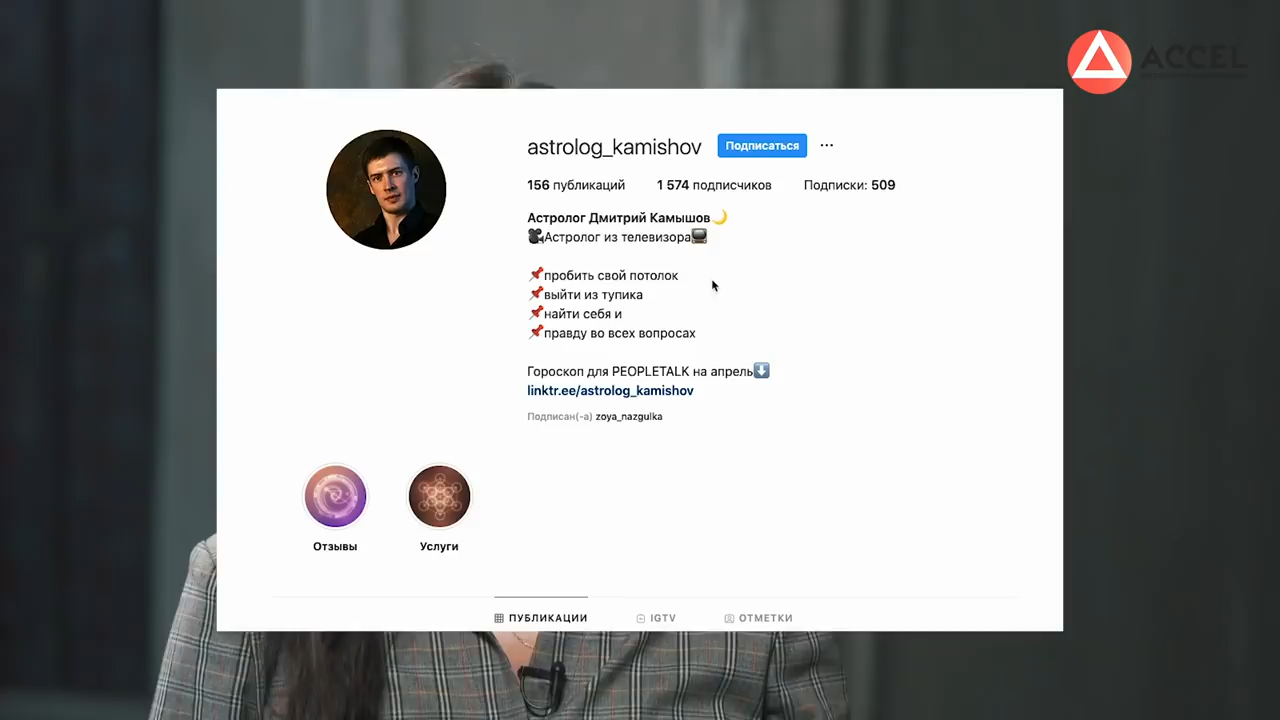 ACCEL
astrolog_kamishov Подписаться
156 публикаций 1 574 подписчиков Подписки: 509
Астролог Дмитрий Камышов🌙
🎥Астролог из телевизора📺
📌пробить свой потолок
📌выйти из тупика
📌найти себя и
📌правду во всех вопросах
Гороскоп для PEOPLETALK на апрель⬇️
linktr.ee/astrolog_kamishov
Подписан(-а) zoya_nazgulka
Отзывы Услуги
ПУБЛИКАЦИИ IGTV ОТМЕТКИ